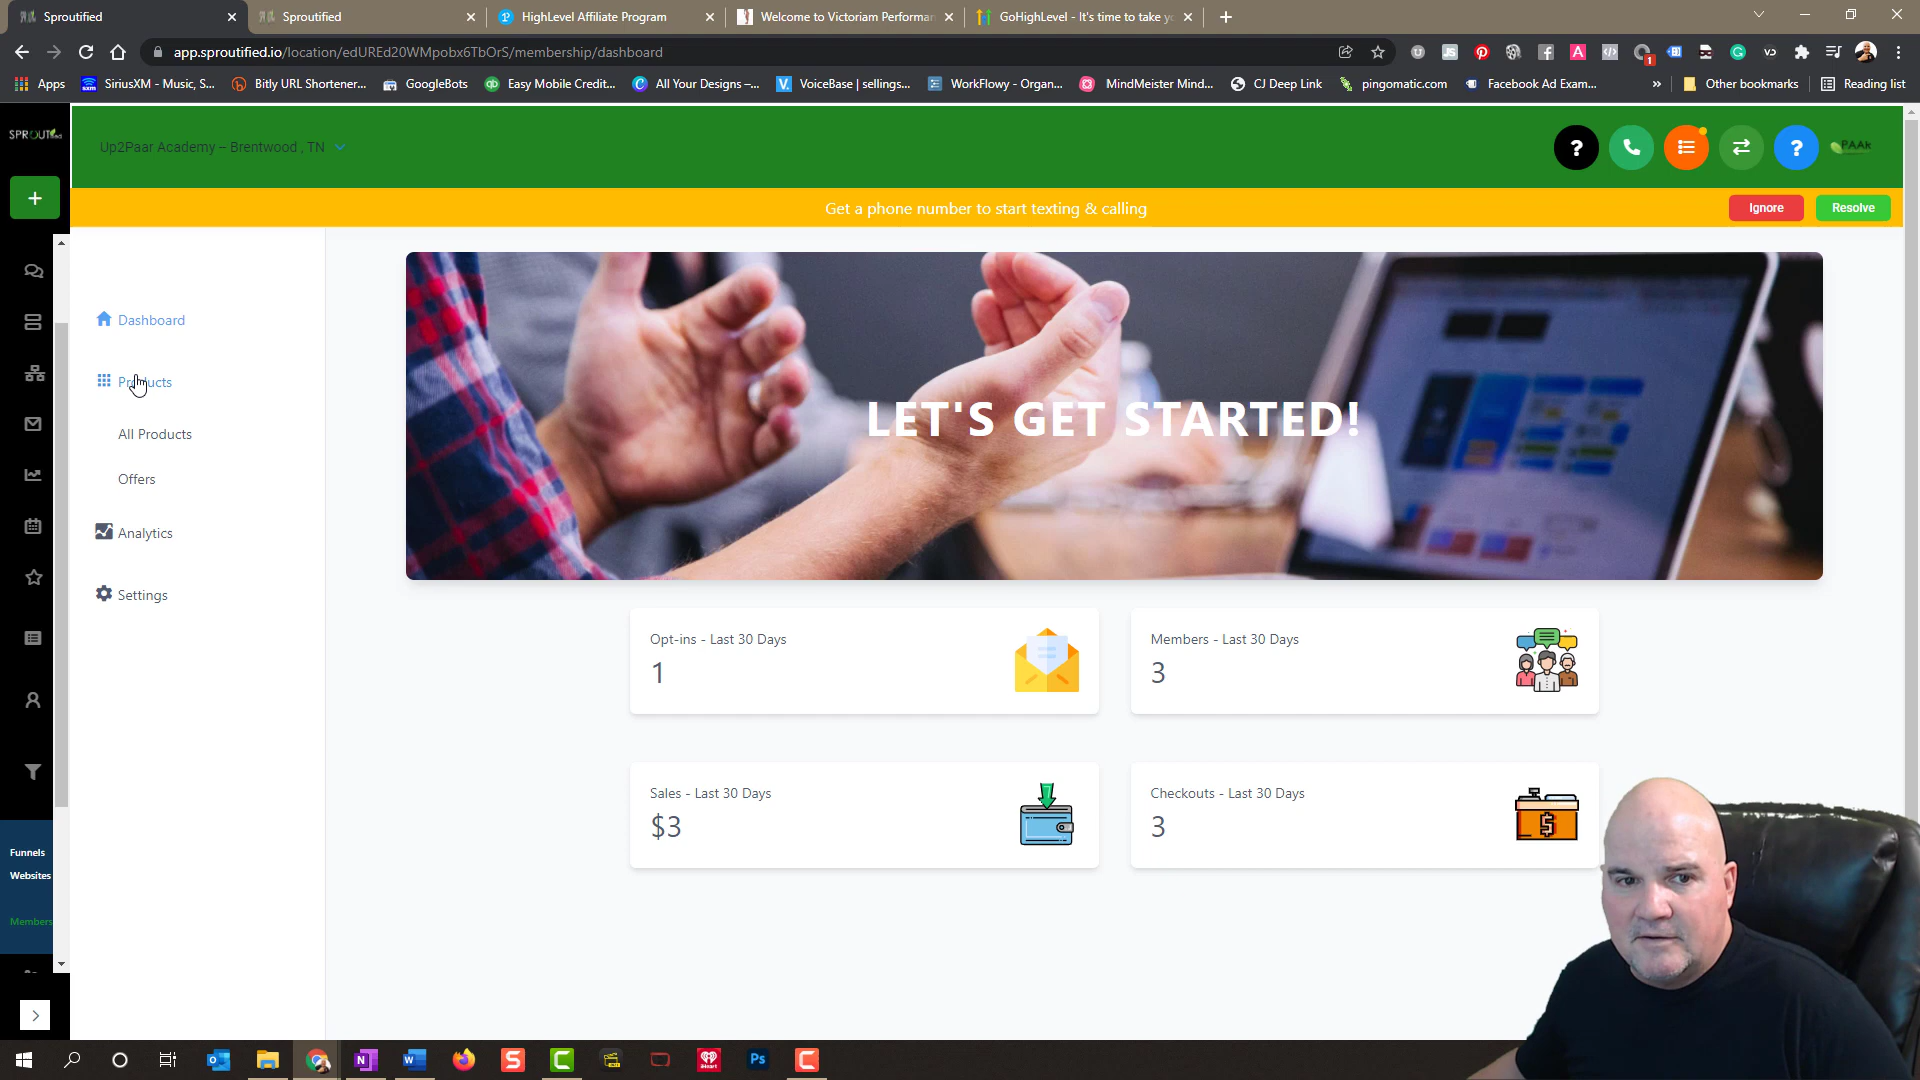 Sproutified
Sproutified
HighLevel Affiliate Program
Welcome to Victoriam Performan
GoHighLevel - It's time to take yo
app.sproutified.io/location/edUREd20WMpobx6TbOrS/membership/dashboard
Apps
SiriusXM - Music, S...
Bitly URL Shortener...
GoogleBots
Easy Mobile Credit...
All Your Designs –...
VoiceBase | sellings...
WorkFlowy - Organ...
MindMeister Mind...
CJ Deep Link
pingomatic.com
Facebook Ad Exam...
»
Other bookmarks
Reading list
Up2Paar Academy – Brentwood , TN
PAAR
Get a phone number to start texting & calling
Ignore
Resolve
Dashboard
Products
All Products
Offers
Analytics
Settings
LET'S GET STARTED!
Opt-ins - Last 30 Days
1
Members - Last 30 Days
3
Sales - Last 30 Days
$3
Checkouts - Last 30 Days
3
Funnels
Websites
Members